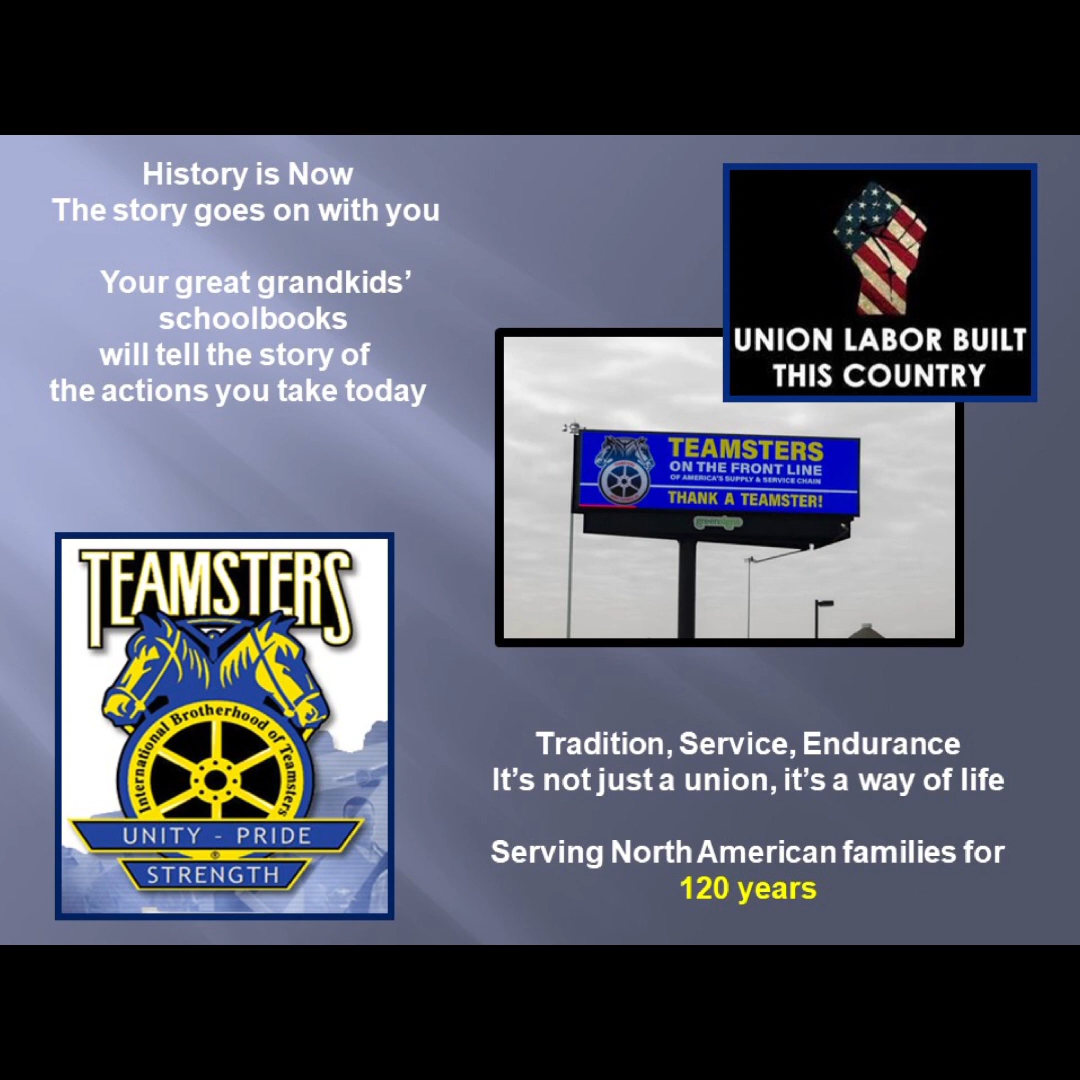 History is Now
The story goes on with you
Your great grandkids’
schoolbooks
will tell the story of
the actions you take today
UNION LABOR BUILT
THIS COUNTRY
TEAMSTERS
ON THE FRONT LINE
OF AMERICA'S SUPPLY & SERVICE CHAIN
THANK A TEAMSTER!
greensigns
TEAMSTERS
International Brotherhood of Teamsters
UNITY - PRIDE
®
STRENGTH
Tradition, Service, Endurance
It’s not just a union, it’s a way of life
Serving North American families for
120 years